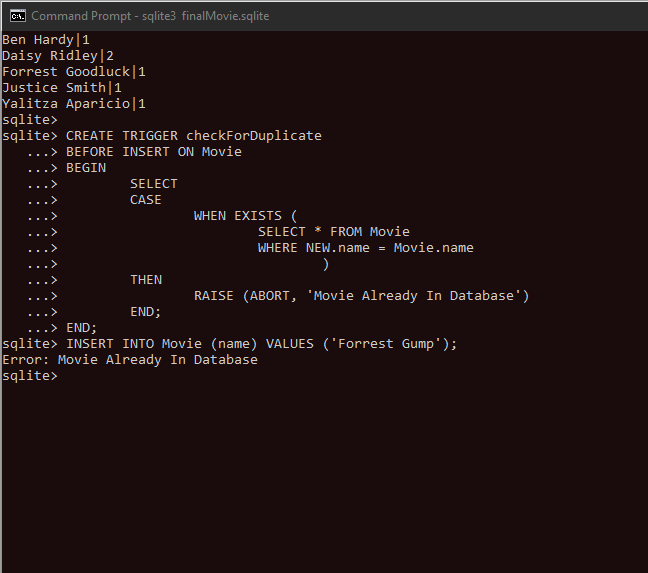 Command Prompt - sqlite3 finalMovie.sqlite
Ben Hardy|1
Daisy Ridley|2
Forrest Goodluck|1
Justice Smith|1
Yalitza Aparicio|1
sqlite>
sqlite> CREATE TRIGGER checkForDuplicate
   ...> BEFORE INSERT ON Movie
   ...> BEGIN
   ...>         SELECT
   ...>         CASE
   ...>                 WHEN EXISTS (
   ...>                         SELECT * FROM Movie
   ...>                         WHERE NEW.name = Movie.name
   ...>                                 )
   ...>         THEN
   ...>                 RAISE (ABORT, 'Movie Already In Database')
   ...>         END;
   ...> END;
sqlite> INSERT INTO Movie (name) VALUES ('Forrest Gump');
Error: Movie Already In Database
sqlite>